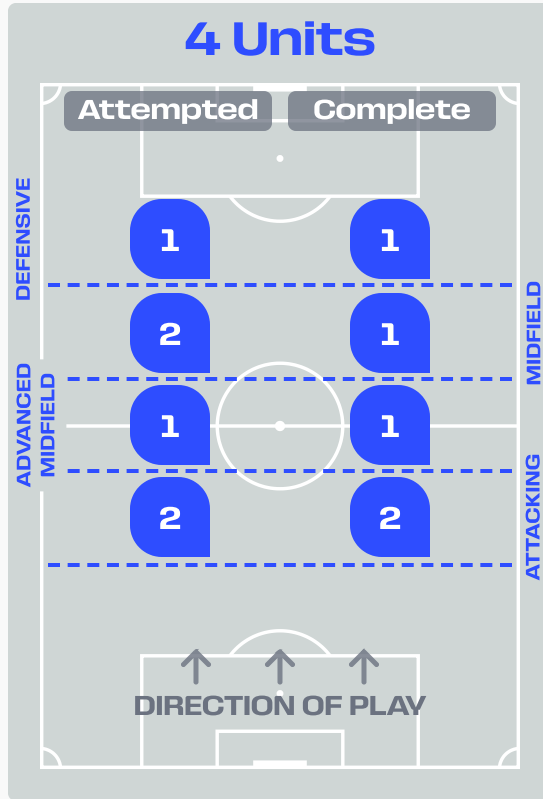 4 Units
Attempted Complete
DEFENSIVE
1 1
MIDFIELD
2 1
ADVANCED
MIDFIELD
1 1
ATTACKING
2 2
DIRECTION OF PLAY